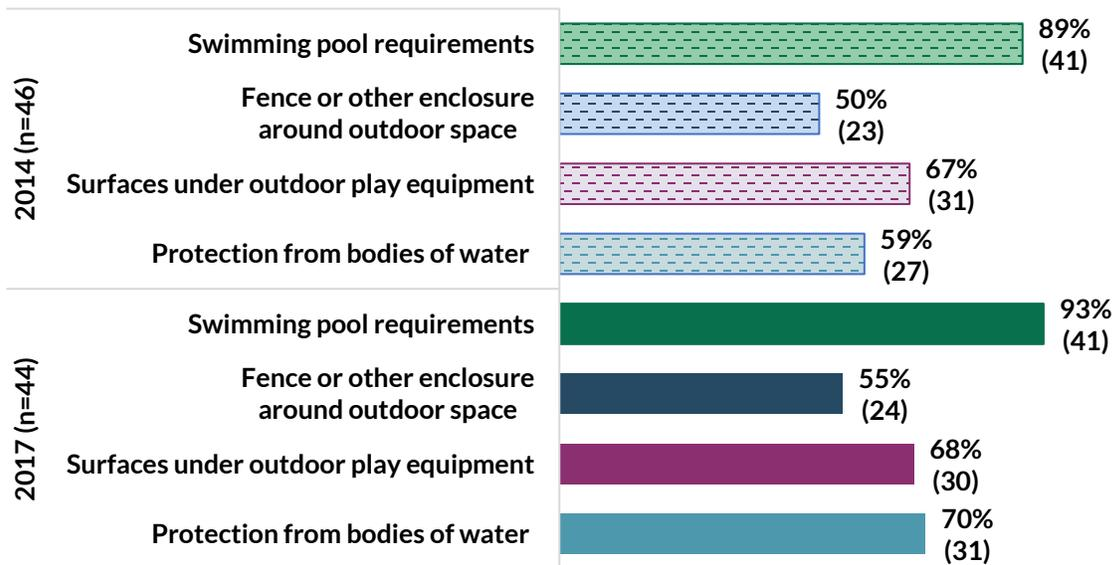 2014 (n=46)
Swimming pool requirements
89%
(41)
Fence or other enclosure
around outdoor space
50%
(23)
Surfaces under outdoor play equipment
67%
(31)
Protection from bodies of water
59%
(27)
2017 (n=44)
Swimming pool requirements
93%
(41)
Fence or other enclosure
around outdoor space
55%
(24)
Surfaces under outdoor play equipment
68%
(30)
Protection from bodies of water
70%
(31)